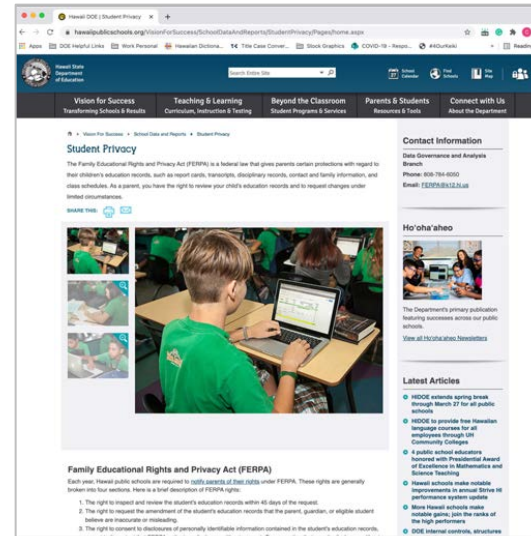 Hawaii DOE | Student Privacy
hawaiipublicschools.org/VisionForSuccess/SchoolDataAndReports/StudentPrivacy/Pages/home.aspx
Apps DOE Helpful Links Work Personal Hawaiian Dictiona... Title Case Conver... Stock Graphics COVID-19 - Respo... Readin
Hawaii State
Department
of Education
Search Entire Site
School
Calendar
Find
Schools
Site
Map
Vision for Success
Transforming Schools & Results
Teaching & Learning
Curriculum, Instruction & Testing
Beyond the Classroom
Student Programs & Services
Parents & Students
Resources & Tools
Connect with Us
About the Department
Vision For Success School Data and Reports Student Privacy
Student Privacy
The Family Educational Rights and Privacy Act (FERPA) is a federal law that gives parents certain protections with regard
to their children's education records, such as report cards, transcripts, disciplinary records, contact and family information, and
class schedules. As a parent, you have the right to review your child's education records and to request changes under
limited circumstances.
SHARE THIS:
Family Educational Rights and Privacy Act (FERPA)
Each year, Hawaii public schools are required to notify parents of their rights under FERPA. These rights are generally
broken into four sections. Here is a brief description of FERPA rights:
1. The right to inspect and review the student's education records within 45 days of the request.
2. The right to request the amendment of the student's education records that the parent, guardian, or eligible student
believe are inaccurate or misleading.
3. The right to consent to disclosures of personally identifiable information contained in the student's education records,
Contact Information
Data Governance and Analysis
Branch
Phone: 808-784-6050
Email: FERPA@k12.hi.us
Ho'oha'aheo
The Department's primary publication
featuring successes across our public
schools.
View all Ho'oha'aheo Newsletters
Latest Articles
HIDOE extends spring break
through March 27 for all public
schools
HIDOE to provide free Hawaiian
language courses for all
employees through UH
Community Colleges
4 public school educators
honored with Presidential Award
of Excellence in Mathematics and
Science Teaching
Hawaii schools make notable
improvements in annual Strive HI
performance system update
More Hawaii schools make
notable gains; join the ranks of
the high performers
DOE internal controls, structures